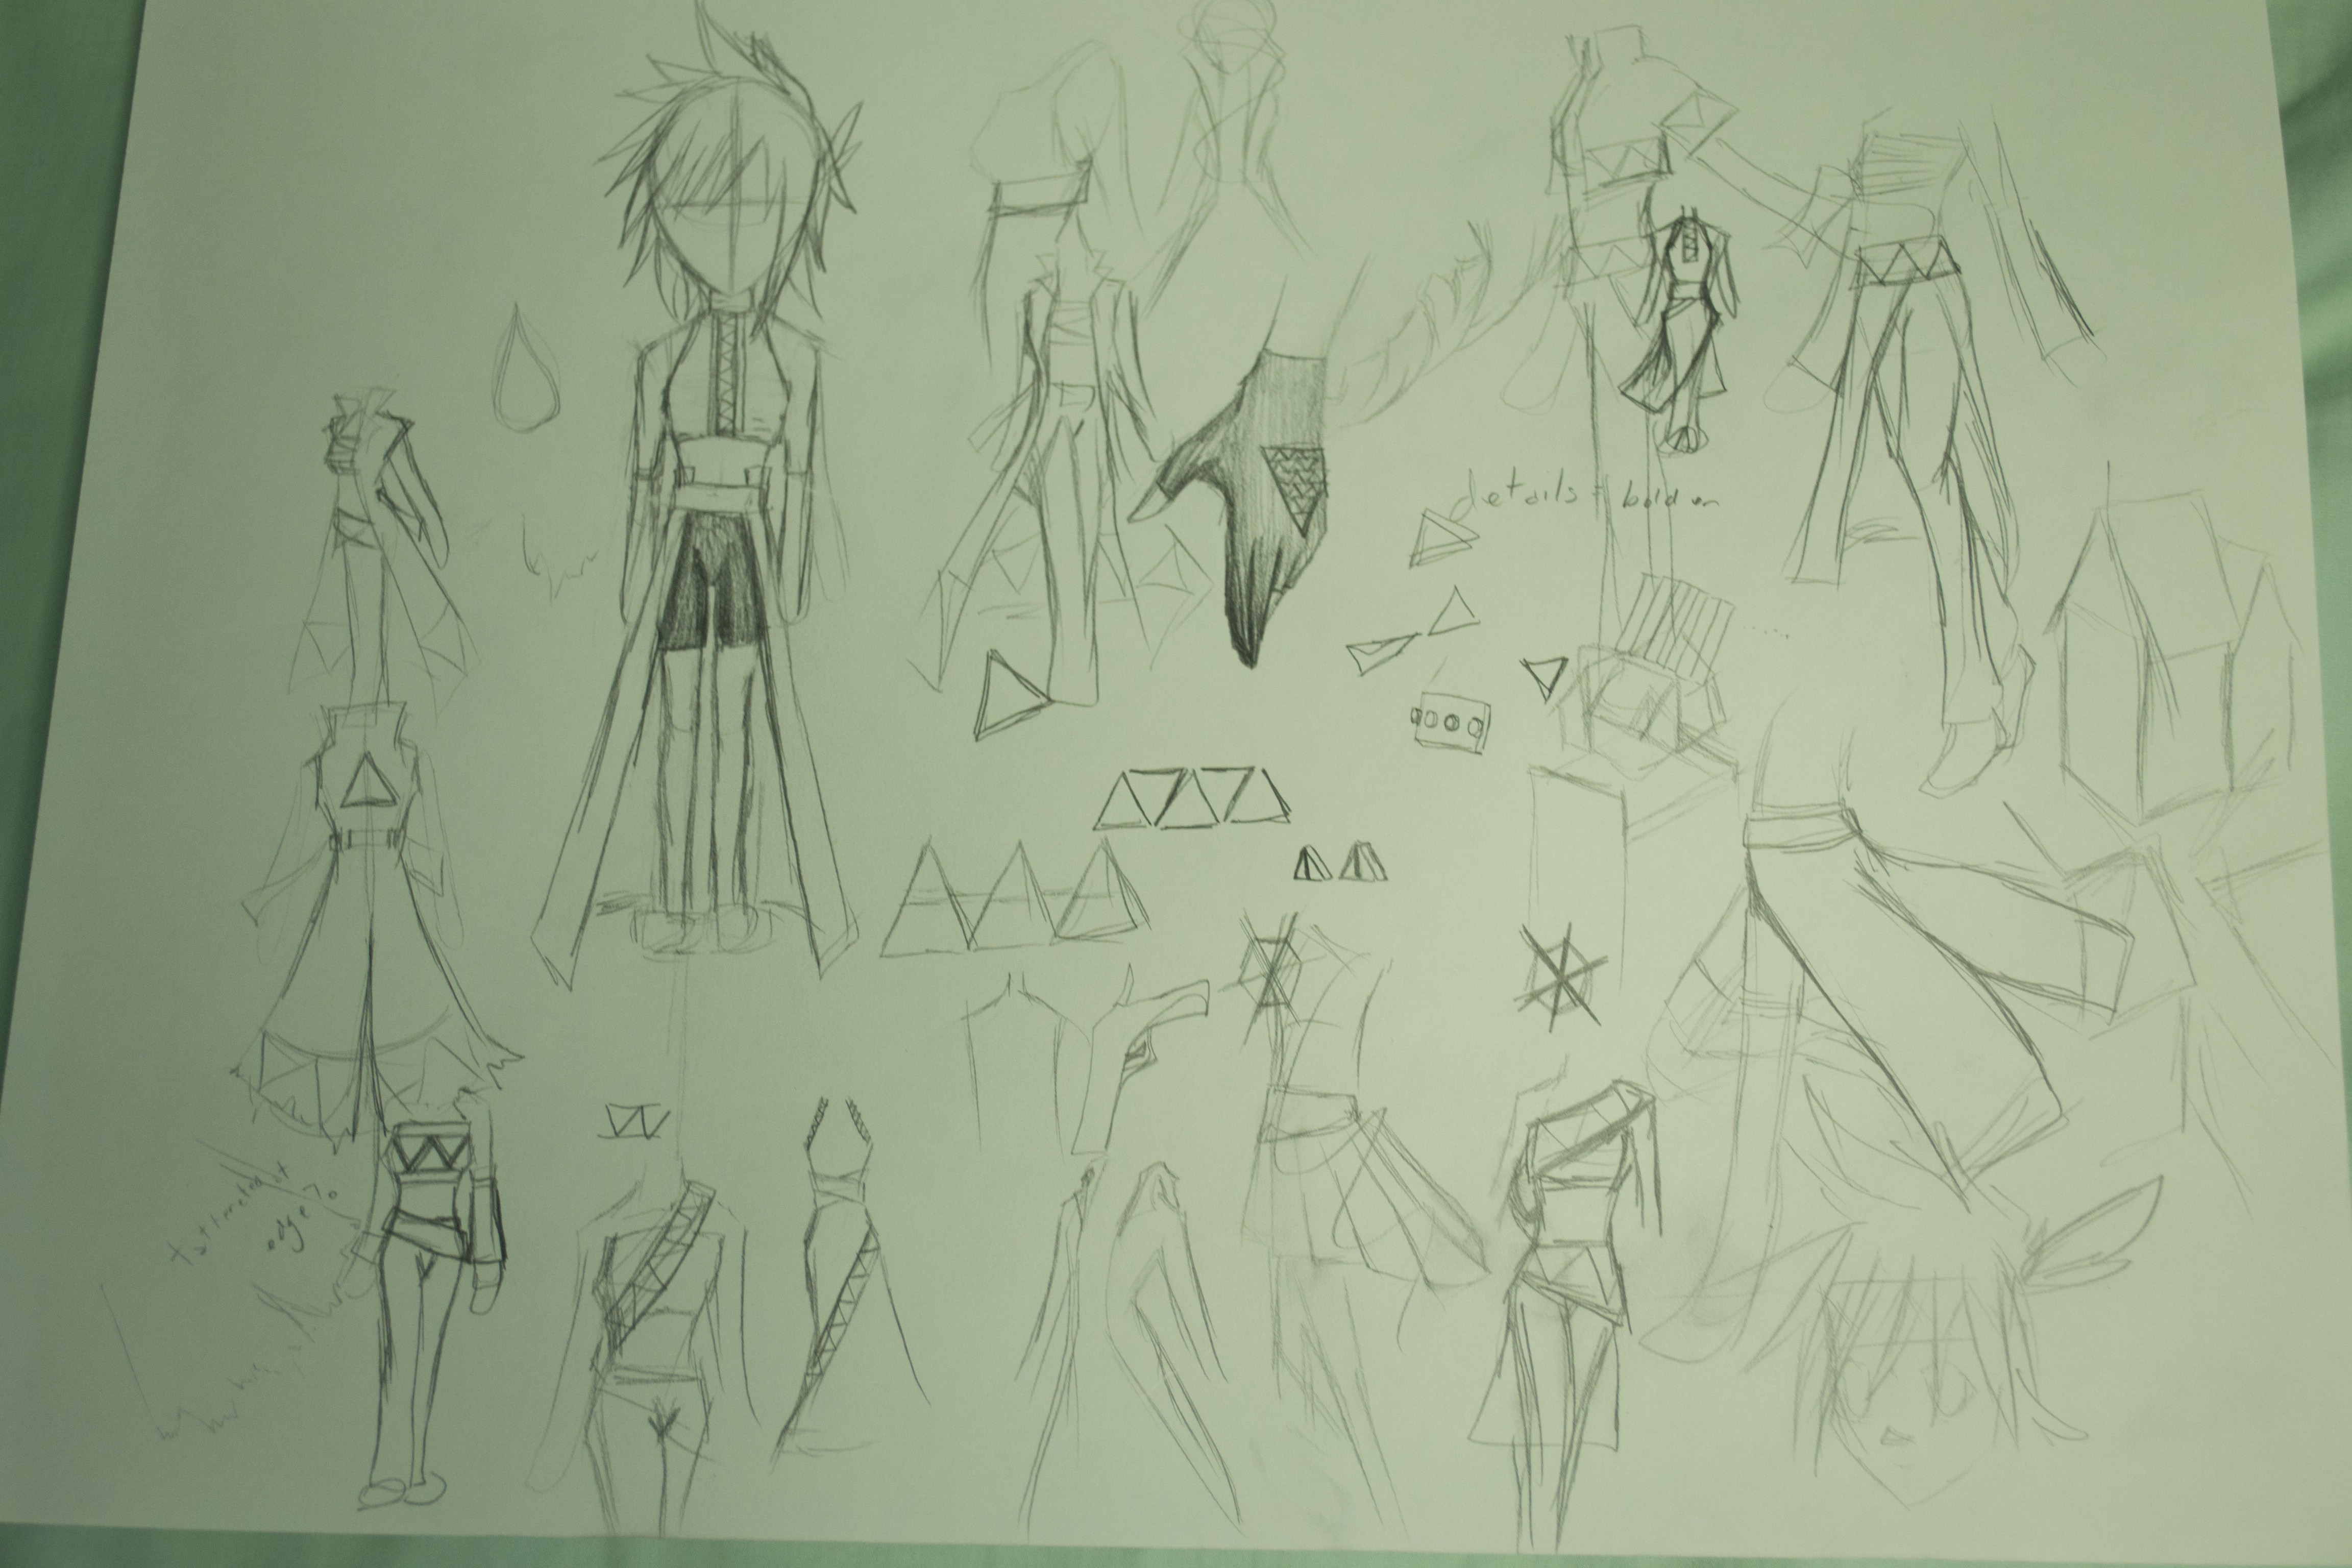 details = bold on
tattered at
edge?